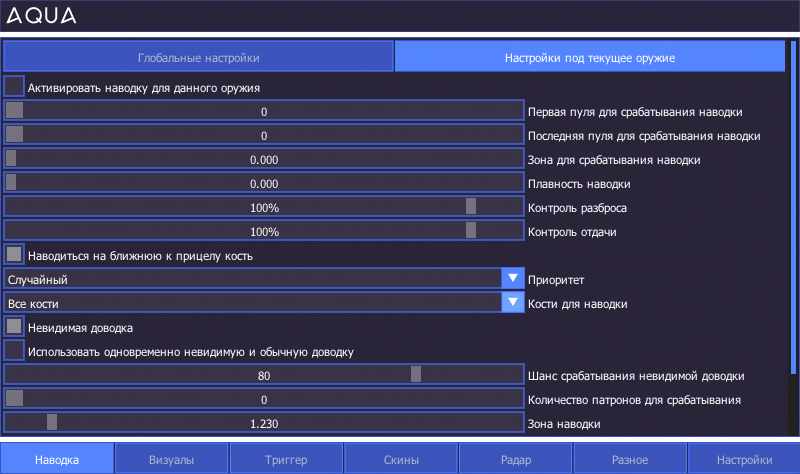 AQUA
Глобальные настройки
Настройки под текущее оружие
Активировать наводку для данного оружия
0 Первая пуля для срабатывания наводки
0 Последняя пуля для срабатывания наводки
0.000 Зона для срабатывания наводки
0.000 Плавность наводки
100% Контроль разброса
100% Контроль отдачи
Наводиться на ближнюю к прицелу кость
Случайный Приоритет
Все кости Кости для наводки
Невидимая доводка
Использовать одновременно невидимую и обычную доводку
80 Шанс срабатывания невидимой доводки
0 Количество патронов для срабатывания
1.230 Зона наводки
Наводка Визуалы Триггер Скины Радар Разное Настройки